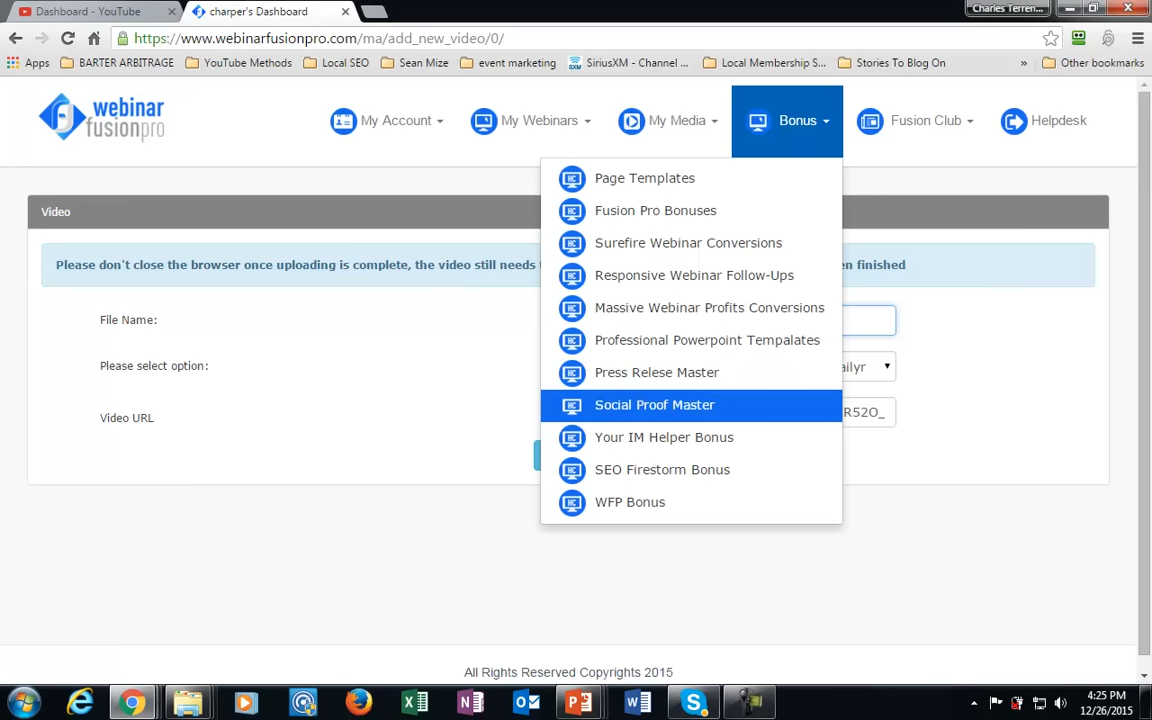 Dashboard - YouTube
charper's Dashboard
Charles Terren...
https://www.webinarfusionpro.com/ma/add_new_video/0/
Apps
BARTER ARBITRAGE
YouTube Methods
Local SEO
Sean Mize
event marketing
SiriusXM - Channel ...
Local Membership S...
Stories To Blog On
»
Other bookmarks
webinar
fusionpro
My Account
My Webinars
My Media
Bonus
Fusion Club
Helpdesk
Page Templates
Fusion Pro Bonuses
Surefire Webinar Conversions
Responsive Webinar Follow-Ups
Massive Webinar Profits Conversions
Professional Powerpoint Tempalates
Press Relese Master
Social Proof Master
Your IM Helper Bonus
SEO Firestorm Bonus
WFP Bonus
Video
Please don't close the browser once uploading is complete, the video still needs t
en finished
File Name:
Please select option:
ailyr
Video URL
R52O_
All Rights Reserved Copyrights 2015
4:25 PM
12/26/2015